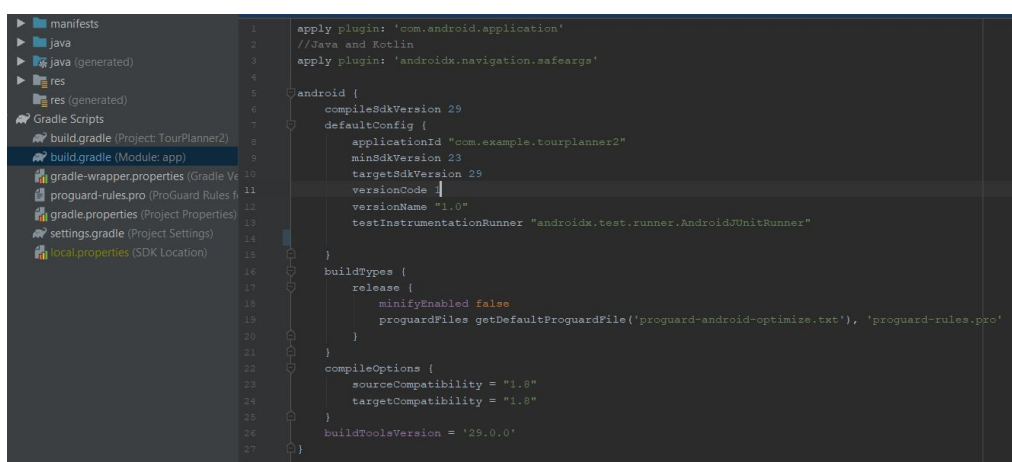 manifests
java
java (generated)
res
res (generated)
Gradle Scripts
build.gradle (Project: TourPlanner2)
build.gradle (Module: app)
gradle-wrapper.properties (Gradle Ve
proguard-rules.pro (ProGuard Rules f
gradle.properties (Project Properties)
settings.gradle (Project Settings)
local.properties (SDK Location)
1 apply plugin: 'com.android.application'
2 //Java and Kotlin
3 apply plugin: 'androidx.navigation.safeargs'
4
5 android {
6 compileSdkVersion 29
7 defaultConfig {
8 applicationId "com.example.tourplanner2"
9 minSdkVersion 23
10 targetSdkVersion 29
11 versionCode 1
12 versionName "1.0"
13 testInstrumentationRunner "androidx.test.runner.AndroidJUnitRunner"
14
15 }
16 buildTypes {
17 release {
18 minifyEnabled false
19 proguardFiles getDefaultProguardFile('proguard-android-optimize.txt'), 'proguard-rules.pro'
20 }
21 }
22 compileOptions {
23 sourceCompatibility = "1.8"
24 targetCompatibility = "1.8"
25 }
26 buildToolsVersion = '29.0.0'
27 }